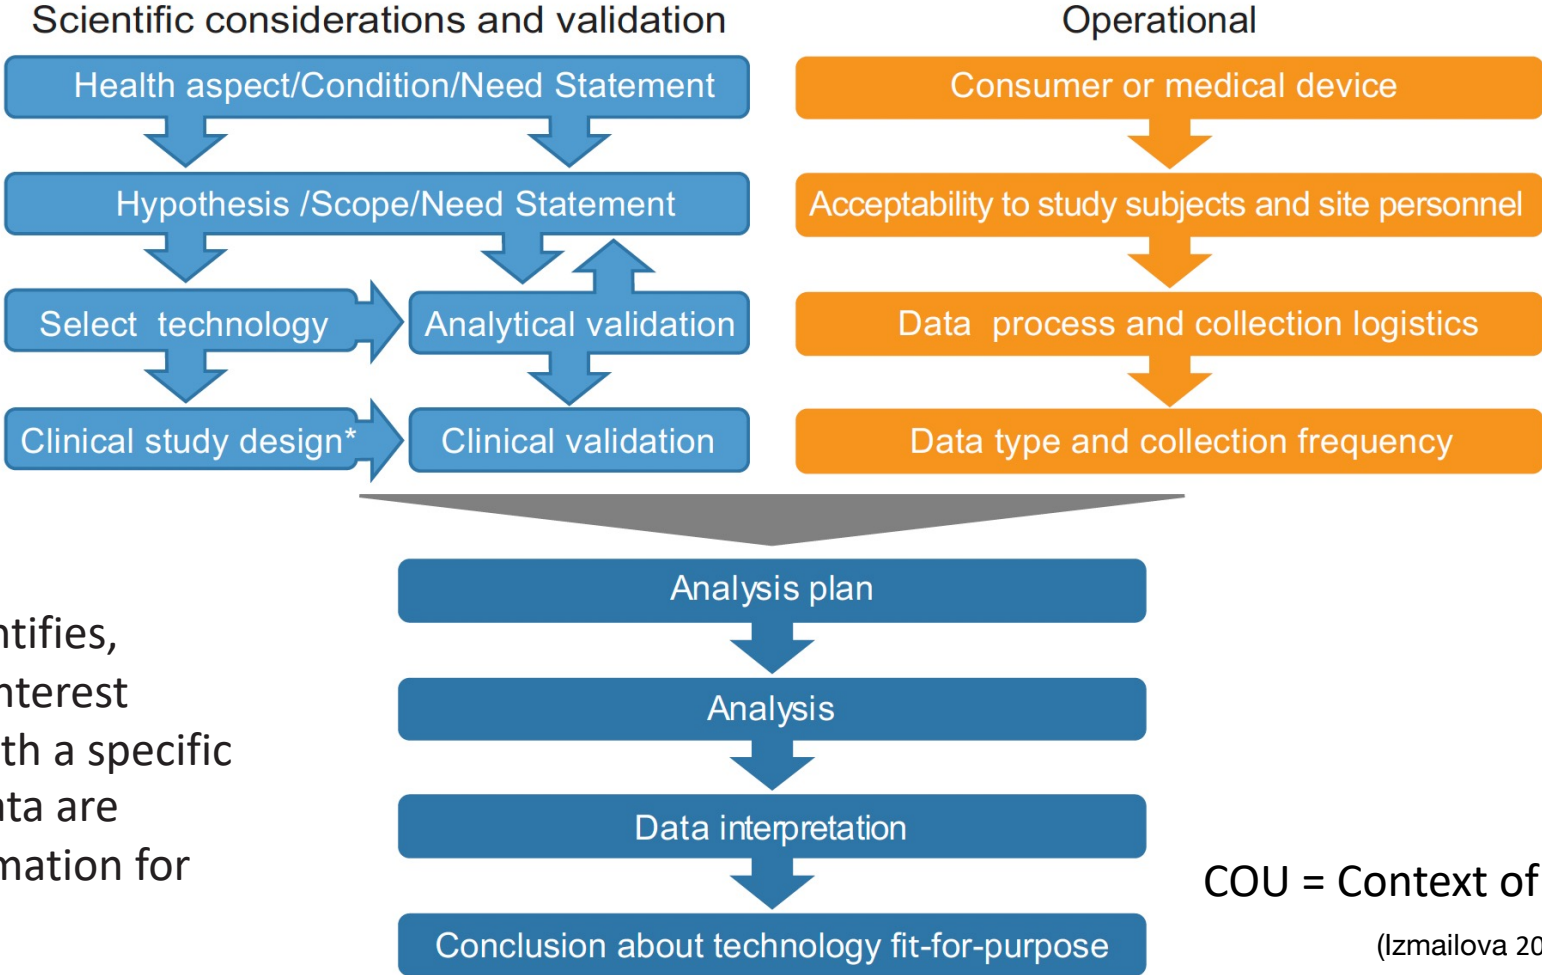 Scientific considerations and validation
Operational
Health aspect/Condition/Need Statement
Hypothesis /Scope/Need Statement
Select technology
Analytical validation
Clinical study design*
Clinical validation
Consumer or medical device
Acceptability to study subjects and site personnel
Data process and collection logistics
Data type and collection frequency
Analysis plan
Analysis
Data interpretation
Conclusion about technology fit-for-purpose
ntifies,
nterest
th a specific
ata are
mation for
COU = Context of
(Izmailova 20